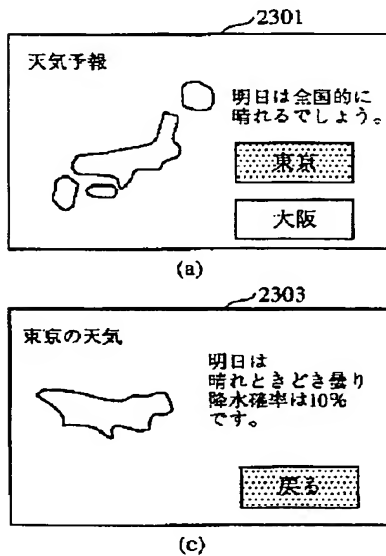 2301
天気予報
明日は全国的に
晴れるでしょう。
東京
大阪
(a)
2303
東京の天気
明日は
晴れときどき曇り
降水確率は10%
です。
戻る
(c)